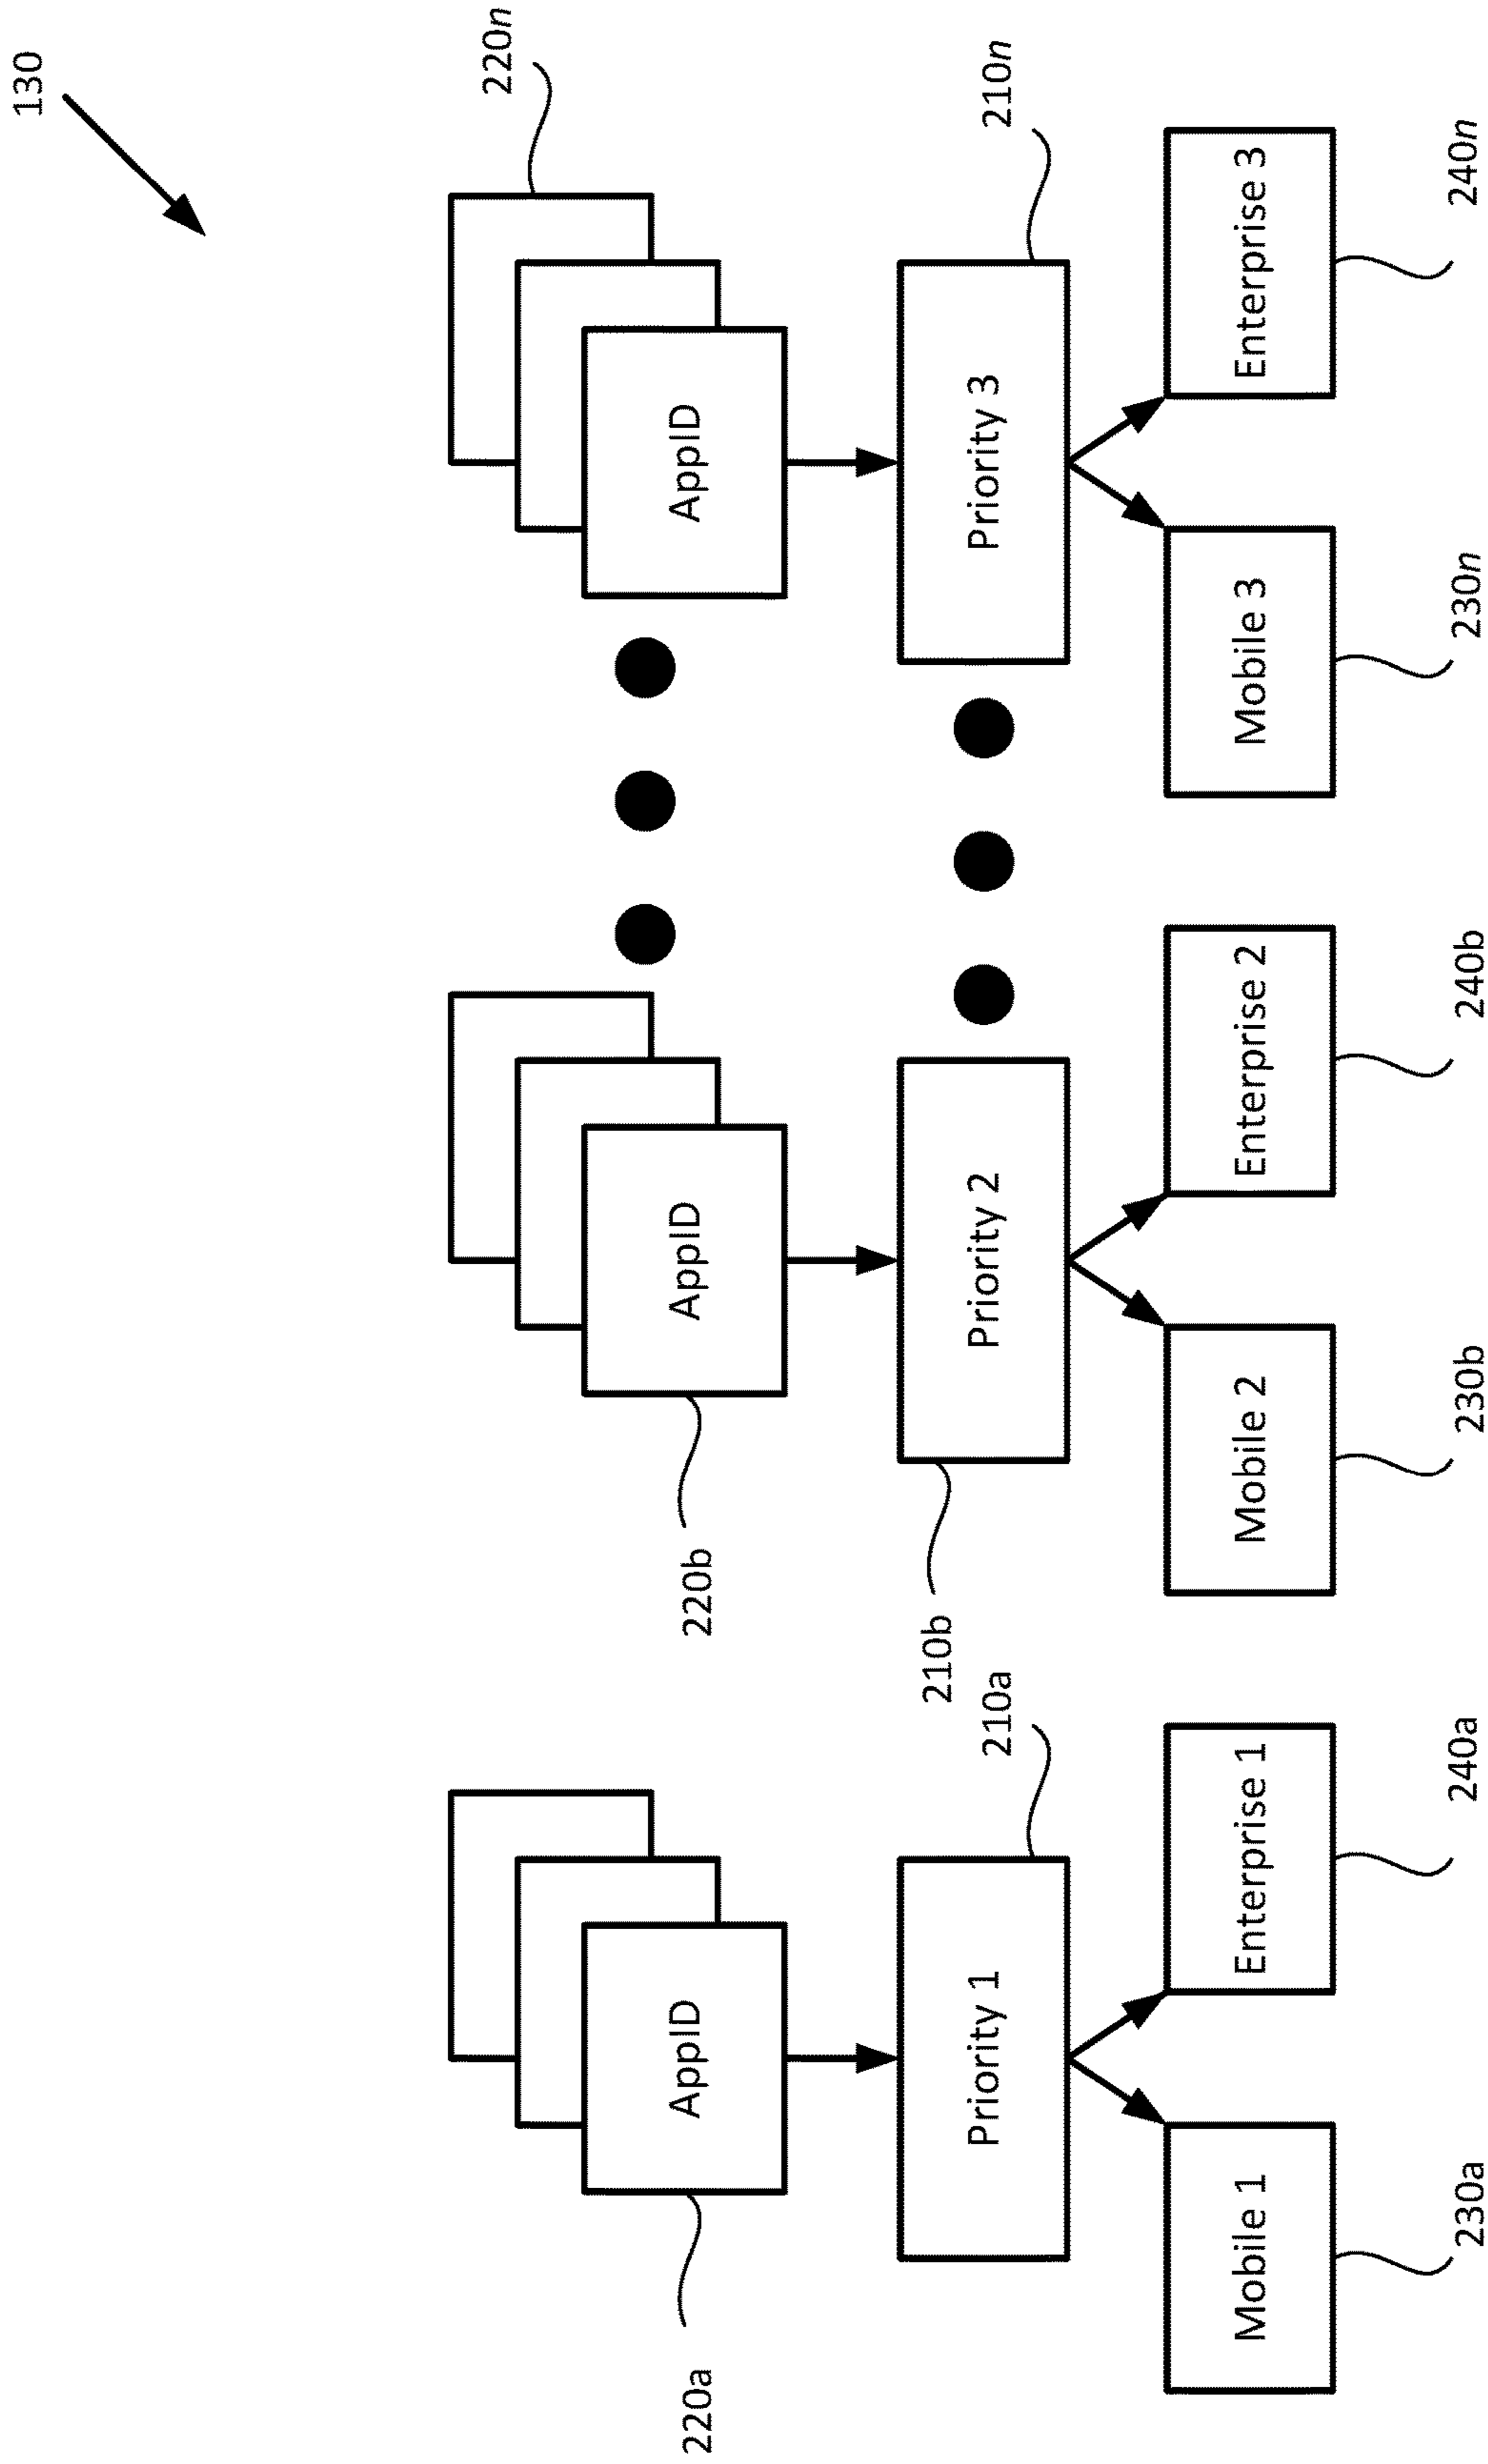 130
220n
AppID
AppID
AppID
220a
220b
210n
Priority 1
Priority 2
Priority 3
210a
210b
Mobile 1
Enterprise 1
Mobile 2
Enterprise 2
Mobile 3
Enterprise 3
230a
240a
230b
240b
230n
240n